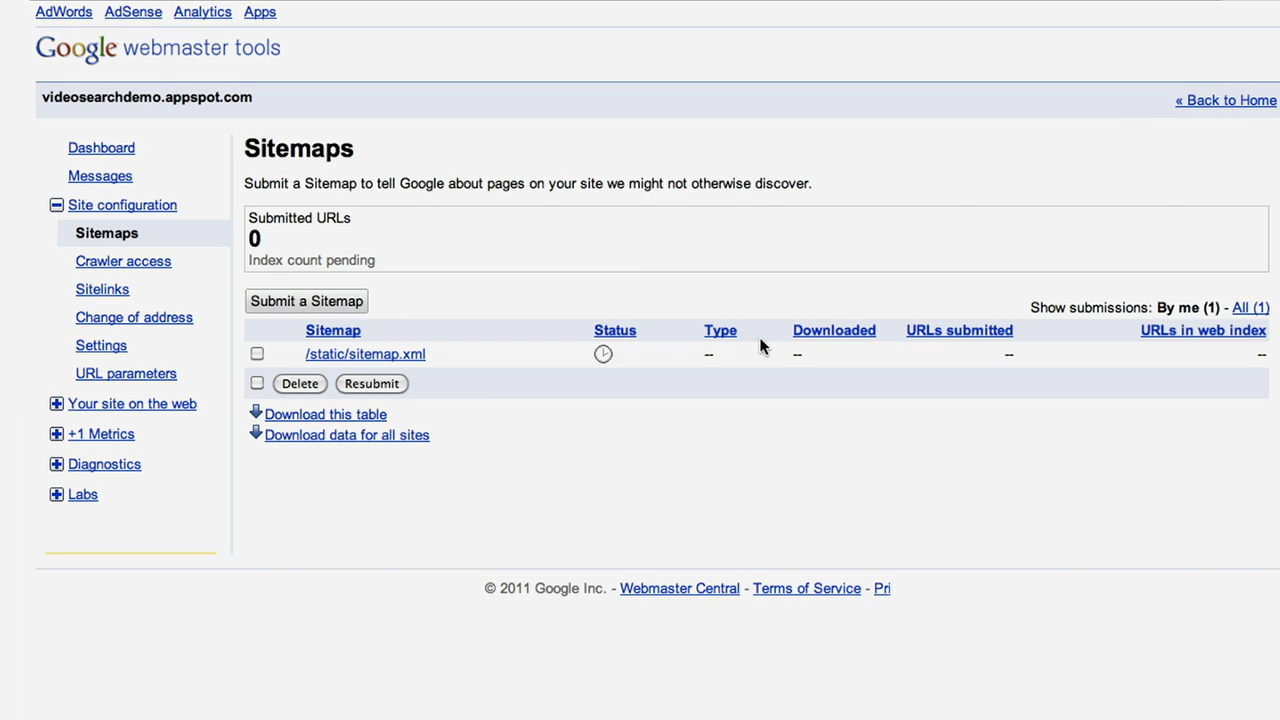 AdWords AdSense Analytics Apps
Google webmaster tools
videosearchdemo.appspot.com
« Back to Home
Dashboard
Messages
Site configuration
Sitemaps
Crawler access
Sitelinks
Change of address
Settings
URL parameters
Your site on the web
+1 Metrics
Diagnostics
Labs
Sitemaps
Submit a Sitemap to tell Google about pages on your site we might not otherwise discover.
Submitted URLs
0
Index count pending
Submit a Sitemap
Show submissions: By me (1) - All (1)
Sitemap Status Type Downloaded URLs submitted URLs in web index
/static/sitemap.xml -- -- -- --
Delete Resubmit
Download this table
Download data for all sites
© 2011 Google Inc. - Webmaster Central - Terms of Service - Pri